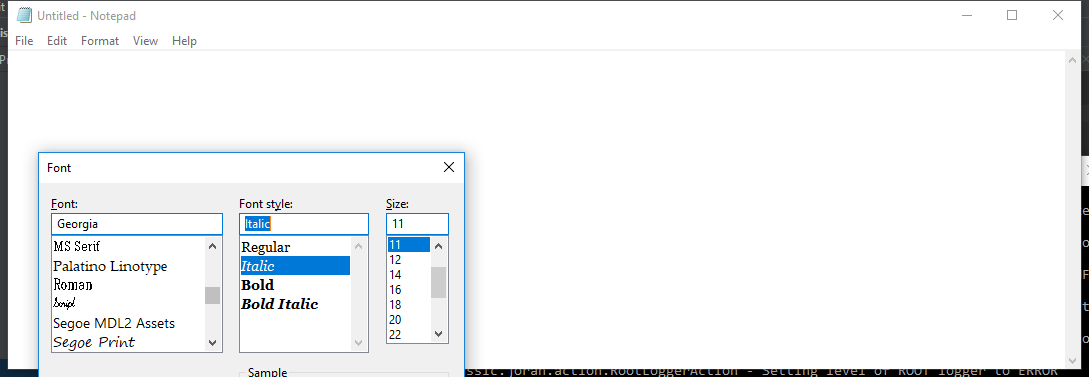 Untitled - Notepad
File Edit Format View Help
Font
Font: Font style: Size:
Georgia Italic 11
MS Serif
Palatino Linotype
Roman
Script
Segoe MDL2 Assets
Segoe Print
Regular
Italic
Bold
Bold Italic
11
12
14
16
18
20
22
Sample
ssic.joran.action.RootLoggerAction - Setting level of ROOT logger to ERROR